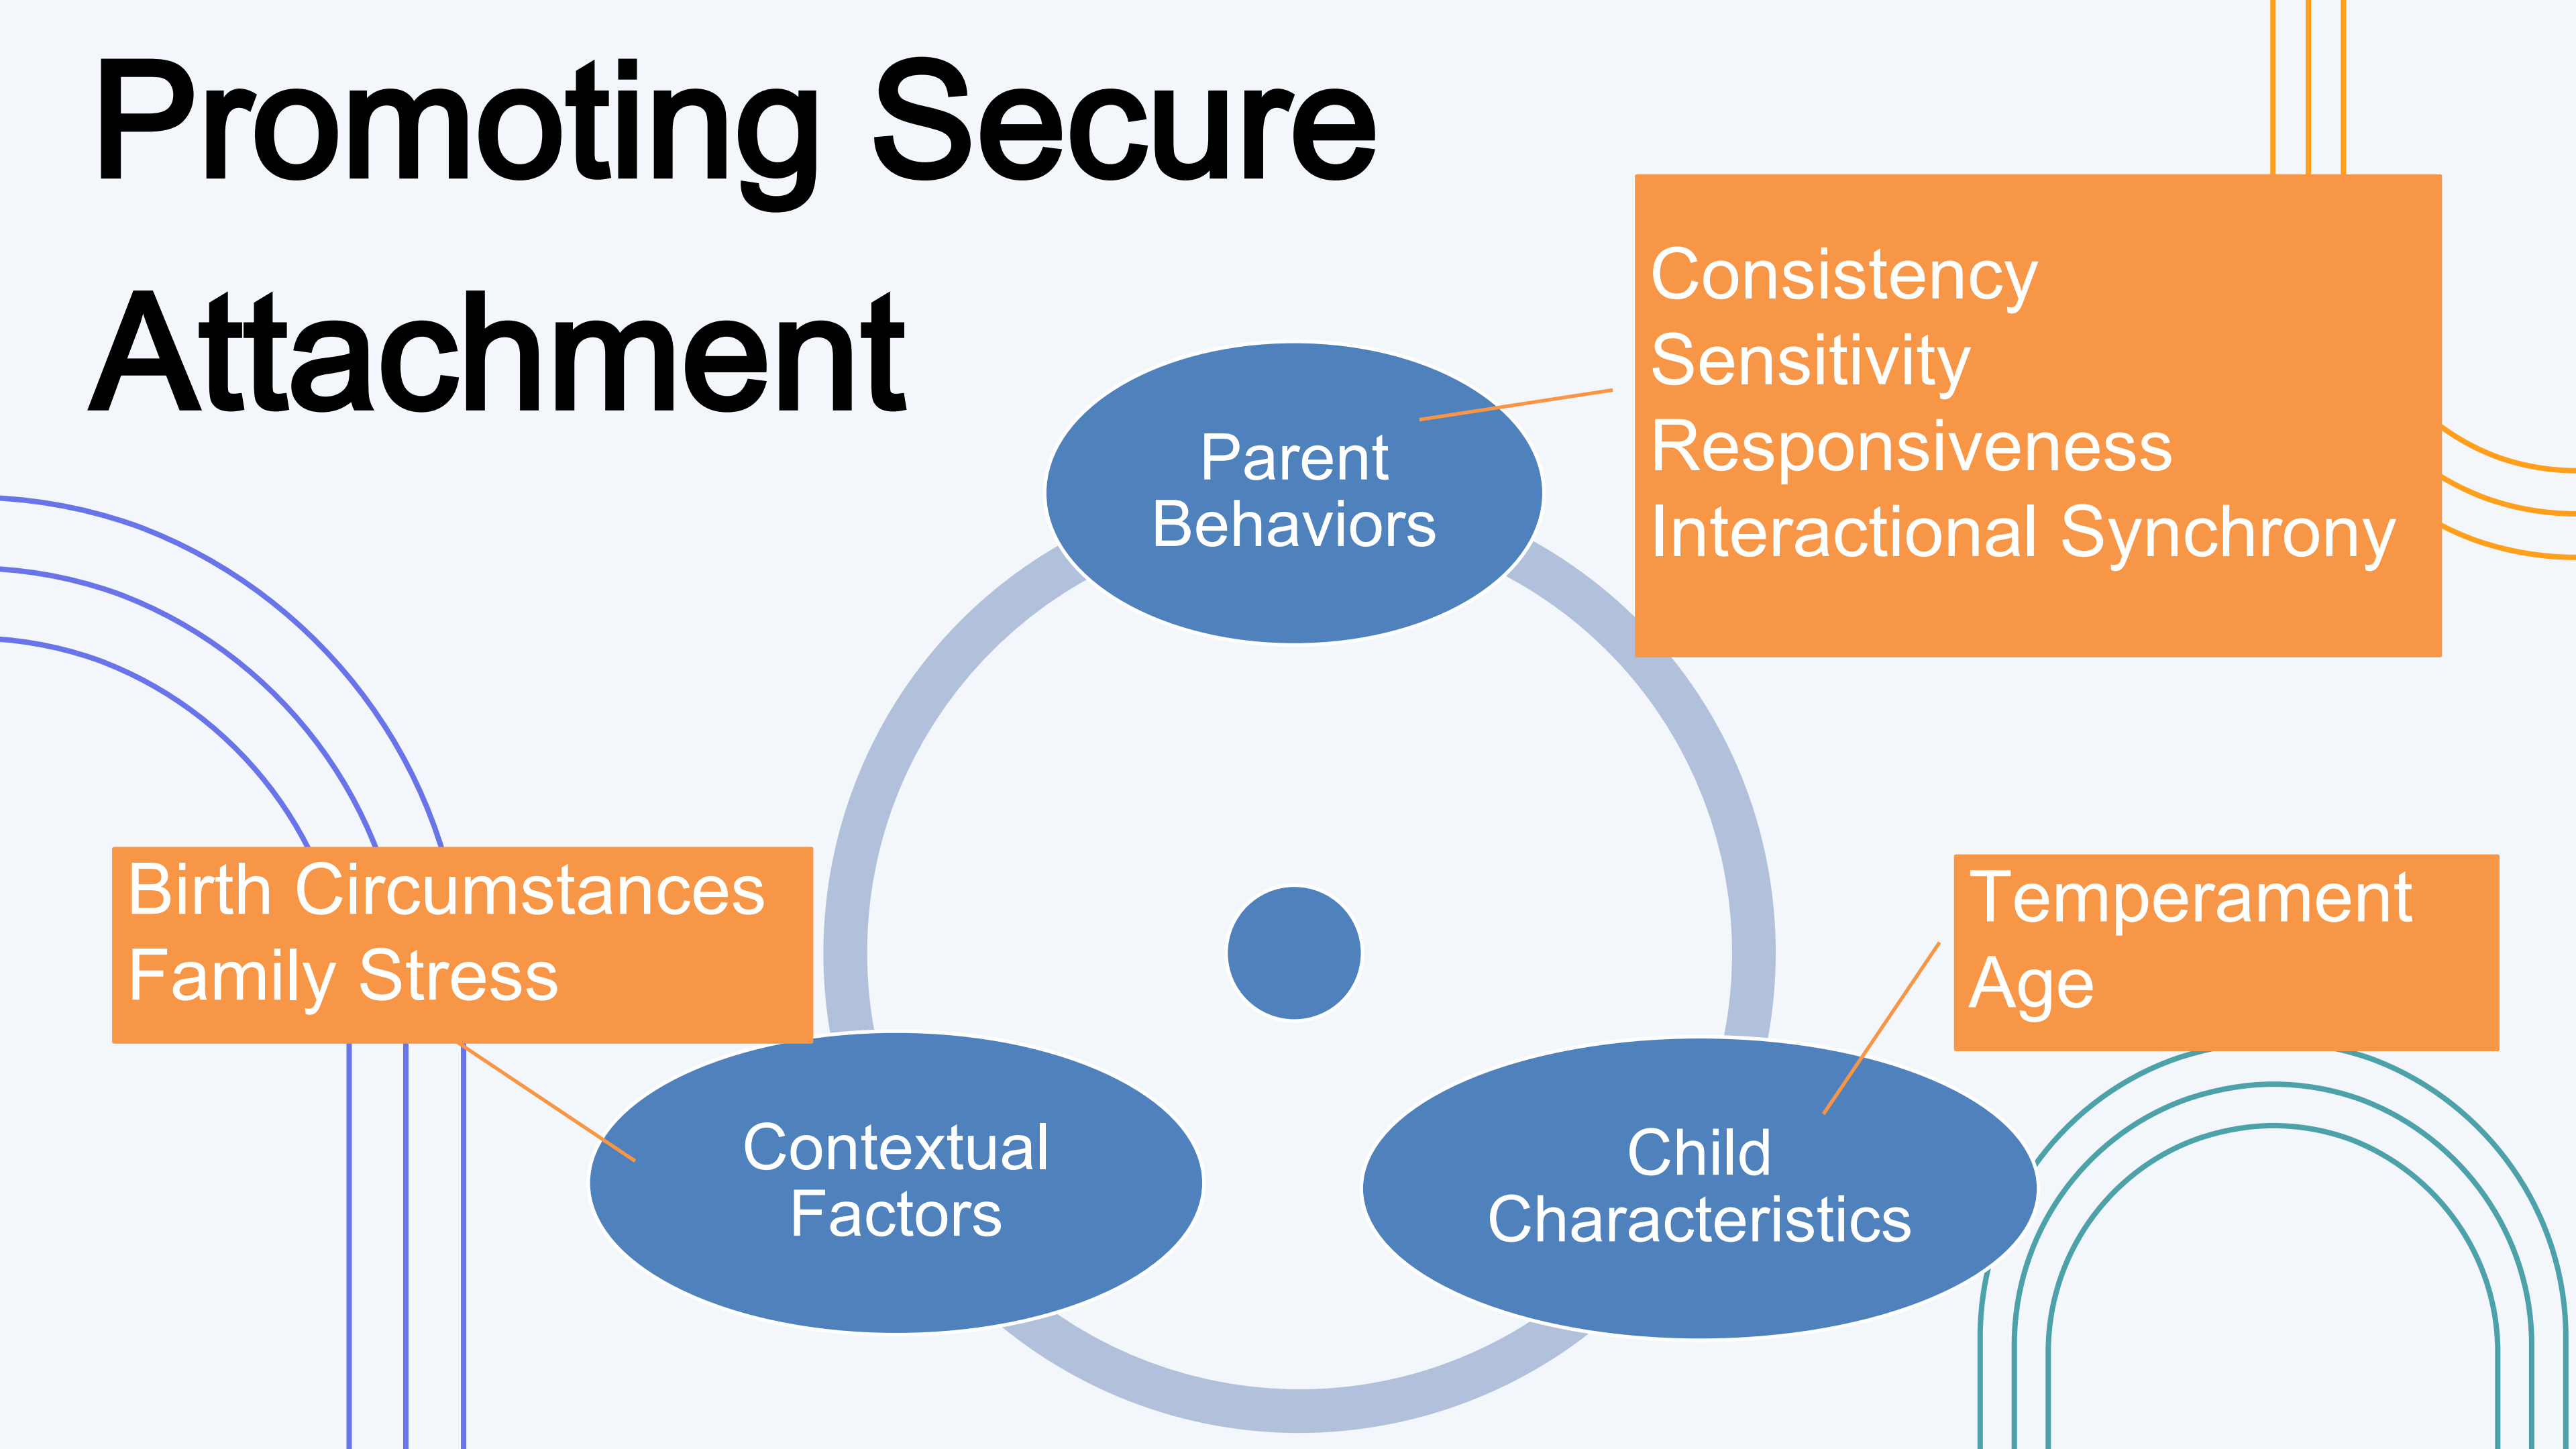 Promoting Secure
Attachment
Parent
Behaviors
Consistency
Sensitivity
Responsiveness
Interactional Synchrony
Birth Circumstances
Family Stress
Contextual
Factors
Temperament
Age
Child
Characteristics